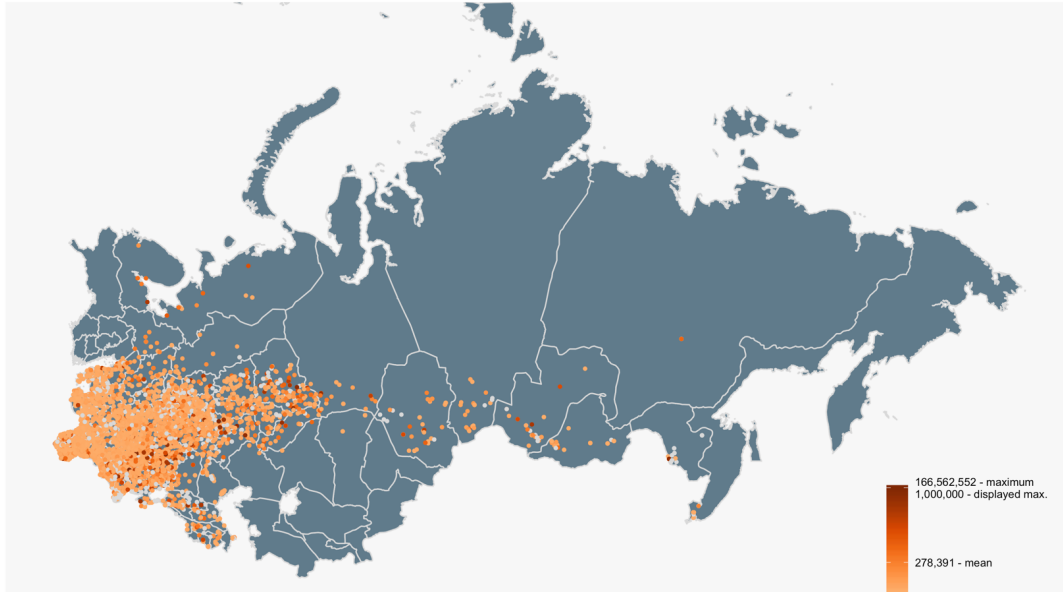 166,562,552 - maximum
1,000,000 - displayed max.
278,391 - mean